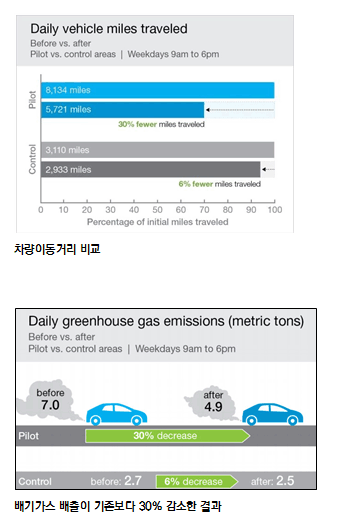 Daily vehicle miles traveled
Before vs. after
Pilot vs. control areas | Weekdays 9am to 6pm
Pilot
8,134 miles
5,721 miles
30% fewer miles traveled
Control
3,110 miles
2,933 miles
6% fewer miles traveled
0 10 20 30 40 50 60 70 80 90 100
Percentage of initial miles traveled
차량이동거리 비교
Daily greenhouse gas emissions (metric tons)
Before vs. after
Pilot vs. control areas | Weekdays 9am to 6pm
before
7.0
after
4.9
Pilot
30% decrease
Control
before: 2.7
6% decrease
after: 2.5
배기가스 배출이 기존보다 30% 감소한 결과